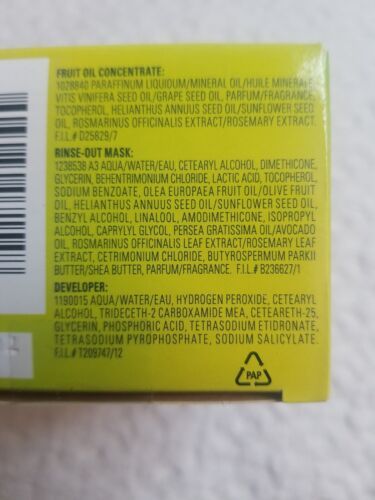 FRUIT OIL CONCENTRATE:
1028840 PARAFFINUM LIQUIDUM/MINERAL OIL/HUILE MINERALE,
VITIS VINIFERA SEED OIL/GRAPE SEED OIL, PARFUM/FRAGRANCE,
TOCOPHEROL, HELIANTHUS ANNUUS SEED OIL/SUNFLOWER SEED
OIL, ROSMARINUS OFFICINALIS EXTRACT/ROSEMARY EXTRACT.
F.I.L.# D25829/7
RINSE-OUT MASK:
1238538 A3 AQUA/WATER/EAU, CETEARYL ALCOHOL, DIMETHICONE,
GLYCERIN, BEHENTRIMONIUM CHLORIDE, LACTIC ACID, TOCOPHEROL,
SODIUM BENZOATE, OLEA EUROPAEA FRUIT OIL/OLIVE FRUIT
OIL, HELIANTHUS ANNUUS SEED OIL/SUNFLOWER SEED OIL,
BENZYL ALCOHOL, LINALOOL, AMODIMETHICONE, ISOPROPYL
ALCOHOL, CAPRYLYL GLYCOL, PERSEA GRATISSIMA OIL/AVOCADO
OIL, ROSMARINUS OFFICINALIS LEAF EXTRACT/ROSEMARY LEAF
EXTRACT, CETRIMONIUM CHLORIDE, BUTYROSPERMUM PARKII
BUTTER/SHEA BUTTER, PARFUM/FRAGRANCE. F.I.L.# B236627/1
DEVELOPER:
1190015 AQUA/WATER/EAU, HYDROGEN PEROXIDE, CETEARYL
ALCOHOL, TRIDECETH-2 CARBOXAMIDE MEA, CETEARETH-25,
GLYCERIN, PHOSPHORIC ACID, TETRASODIUM ETIDRONATE,
TETRASODIUM PYROPHOSPHATE, SODIUM SALICYLATE.
F.I.L.# T209747/12
PAP